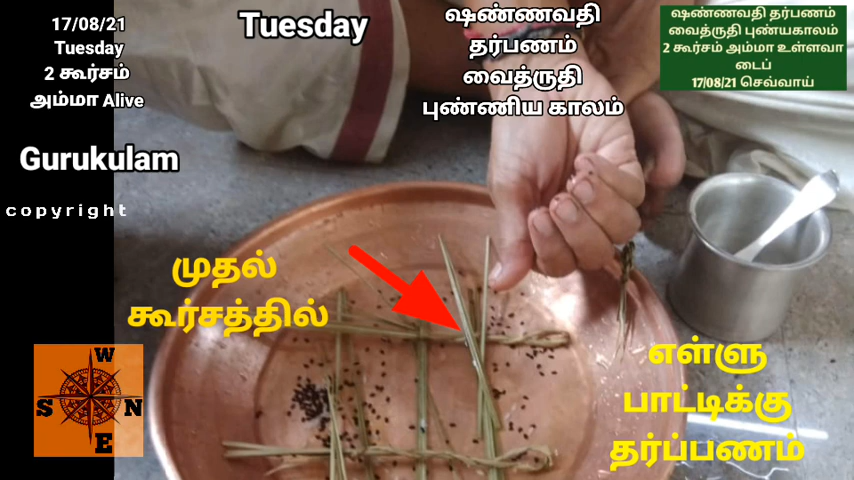 17/08/21
Tuesday
2 கூர்சம்
அம்மா Alive
Gurukulam
copyright
Tuesday
ஷண்ணவதி
தர்பணம்
வைத்ருதி
புண்ணிய காலம்
ஷண்ணவதி தர்பணம்
வைத்ருதி புண்யகாலம்
2 கூர்சம் அம்மா உள்ளவா
டைப்
17/08/21 செவ்வாய்
முதல்
கூர்சத்தில்
எள்ளு
பாட்டிக்கு
தர்ப்பணம்
W
S N
E